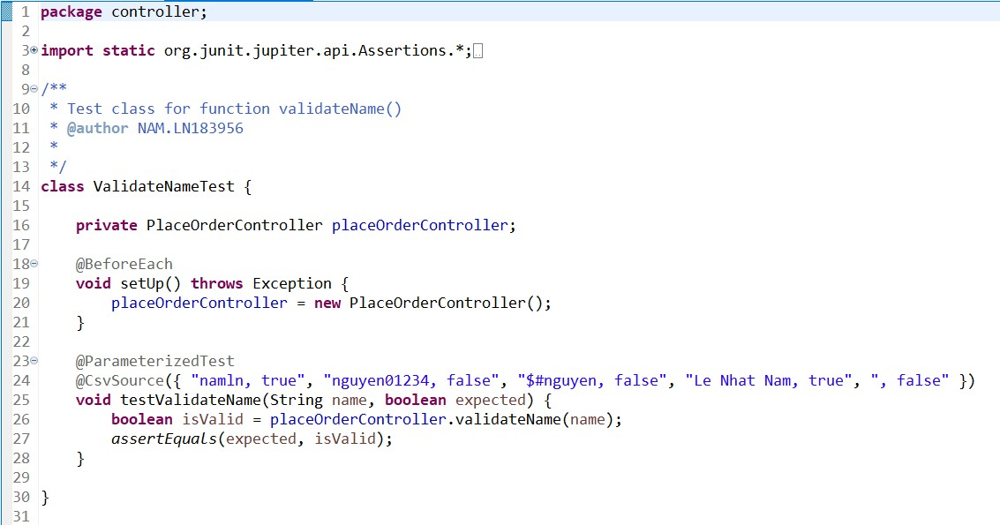 1 package controller;
2
3 import static org.junit.jupiter.api.Assertions.*;
8
9 /**
10  * Test class for function validateName()
11  * @author NAM.LN183956
12  *
13  */
14 class ValidateNameTest {
15
16     private PlaceOrderController placeOrderController;
17
18     @BeforeEach
19     void setUp() throws Exception {
20         placeOrderController = new PlaceOrderController();
21     }
22
23     @ParameterizedTest
24     @CsvSource({ "namln, true", "nguyen01234, false", "$#nguyen, false", "Le Nhat Nam, true", ", false" })
25     void testValidateName(String name, boolean expected) {
26         boolean isValid = placeOrderController.validateName(name);
27         assertEquals(expected, isValid);
28     }
29
30 }
31